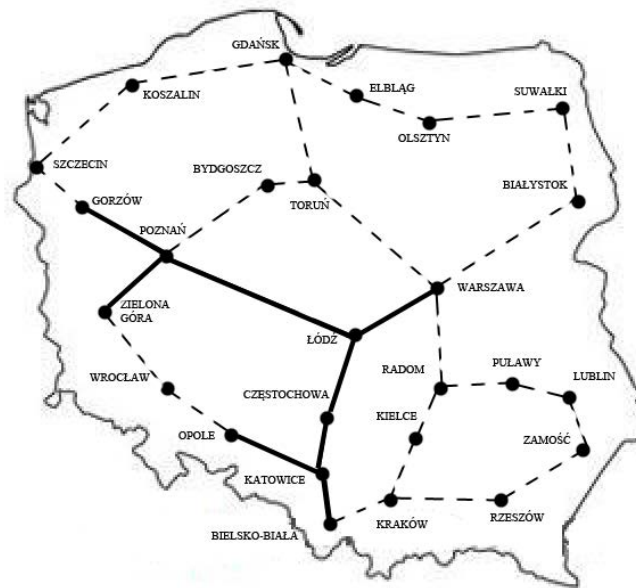 GDAŃSK
KOSZALIN
ELBLĄG
SUWAŁKI
OLSZTYN
SZCZECIN
BYDGOSZCZ
GORZÓW
TORUŃ
BIAŁYSTOK
POZNAŃ
WARSZAWA
ZIELONA
GÓRA
ŁÓDŹ
WROCŁAW
RADOM
PUŁAWY
LUBLIN
CZĘSTOCHOWA
KIELCE
OPOLE
ZAMOŚĆ
KATOWICE
KRAKÓW
RZESZÓW
BIELSKO-BIAŁA